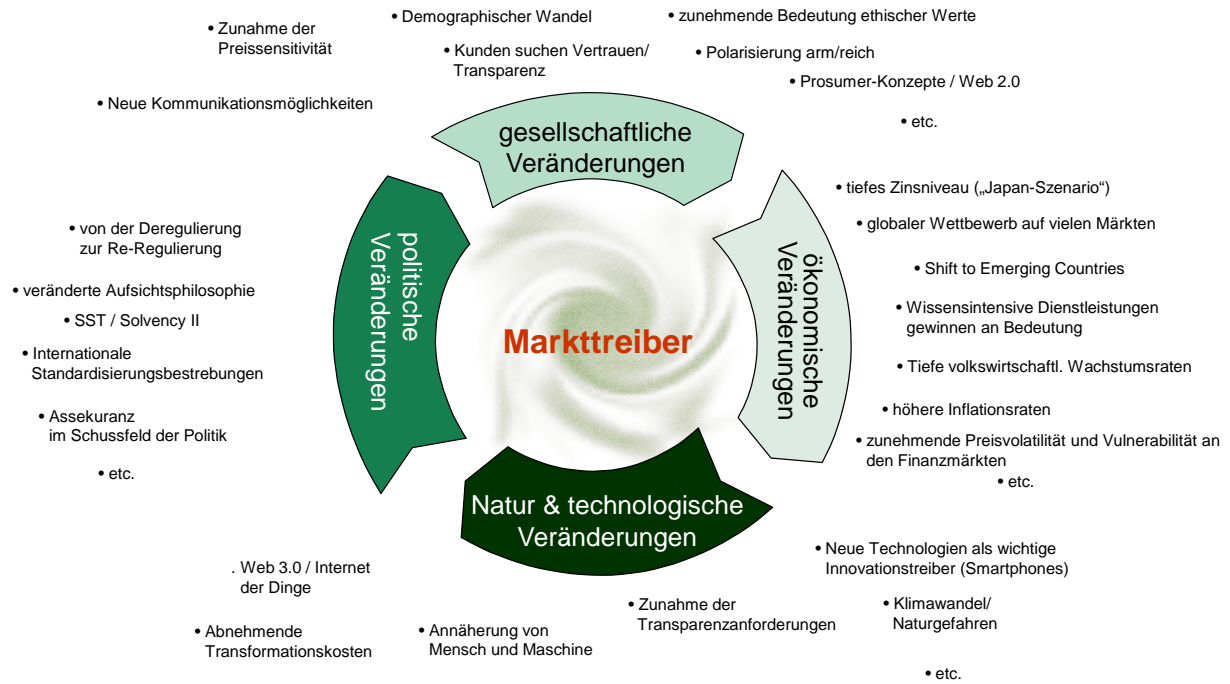 • Zunahme der
Preissensitivität
• Demographischer Wandel
• Kunden suchen Vertrauen/
Transparenz
• zunehmende Bedeutung ethischer Werte
• Polarisierung arm/reich
• Prosumer-Konzepte / Web 2.0
• etc.
• Neue Kommunikationsmöglichkeiten
gesellschaftliche
Veränderungen
• tiefes Zinsniveau („Japan-Szenario“)
• globaler Wettbewerb auf vielen Märkten
• Shift to Emerging Countries
• Wissensintensive Dienstleistungen
gewinnen an Bedeutung
• Tiefe volkswirtschaftl. Wachstumsraten
• höhere Inflationsraten
• zunehmende Preisvolatilität und Vulnerabilität an
den Finanzmärkten
• etc.
ökonomische
Veränderungen
Markttreiber
politische
Veränderungen
• von der Deregulierung
zur Re-Regulierung
• veränderte Aufsichtsphilosophie
• SST / Solvency II
• Internationale
Standardisierungsbestrebungen
• Assekuranz
im Schussfeld der Politik
• etc.
Natur & technologische
Veränderungen
. Web 3.0 / Internet
der Dinge
• Abnehmende
Transformationskosten
• Annäherung von
Mensch und Maschine
• Zunahme der
Transparenzanforderungen
• Neue Technologien als wichtige
Innovationstreiber (Smartphones)
• Klimawandel/
Naturgefahren
• etc.